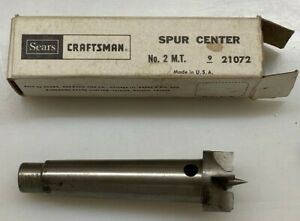 Sears
CRAFTSMAN
SPUR CENTER
No. 2 M.T.
9 21072
Made in U.S.A.